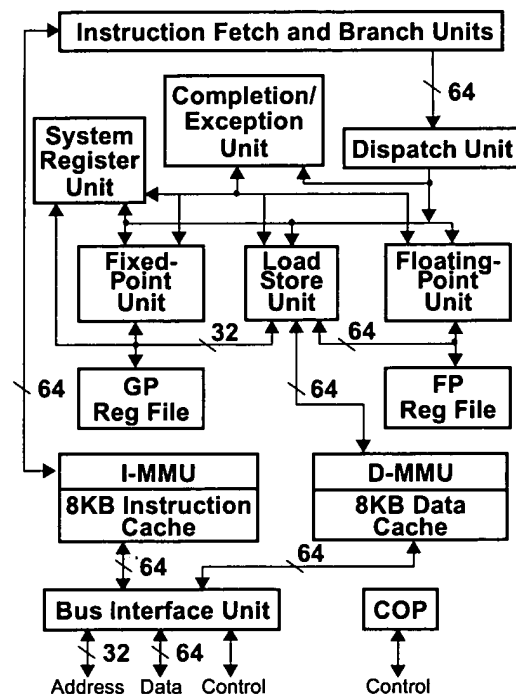 Instruction Fetch and Branch Units
64
Completion/
Exception
Unit
System
Register
Unit
Dispatch Unit
Fixed-
Point
Unit
Load
Store
Unit
Floating-
Point
Unit
32
64
GP
Reg File
64
64
FP
Reg File
I-MMU
8KB Instruction
Cache
D-MMU
8KB Data
Cache
64
64
Bus Interface Unit
COP
32
64
Address
Data
Control
Control